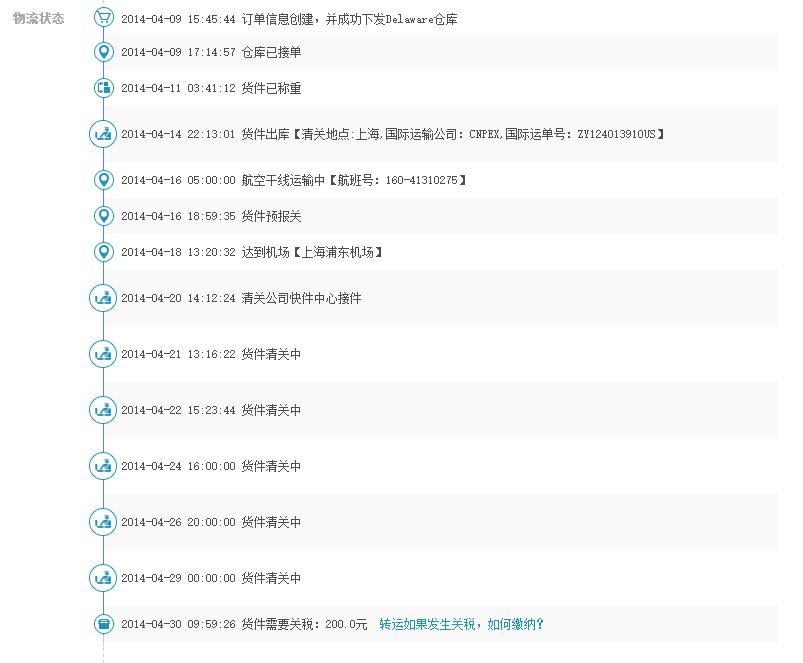 物流状态
2014-04-09 15:45:44 订单信息创建，并成功下发Delaware仓库
2014-04-09 17:14:57 仓库已接单
2014-04-11 03:41:12 货件已称重
2014-04-14 22:13:01 货件出库【清关地点:上海,国际运输公司: CNPEX,国际运单号: ZY124013910US】
2014-04-16 05:00:00 航空干线运输中【航班号: 160-41310275】
2014-04-16 18:59:35 货件预报关
2014-04-18 13:20:32 达到机场【上海浦东机场】
2014-04-20 14:12:24 清关公司快件中心接件
2014-04-21 13:16:22 货件清关中
2014-04-22 15:23:44 货件清关中
2014-04-24 16:00:00 货件清关中
2014-04-26 20:00:00 货件清关中
2014-04-29 00:00:00 货件清关中
2014-04-30 09:59:26 货件需要关税: 200.0元 转运如果发生关税，如何缴纳?